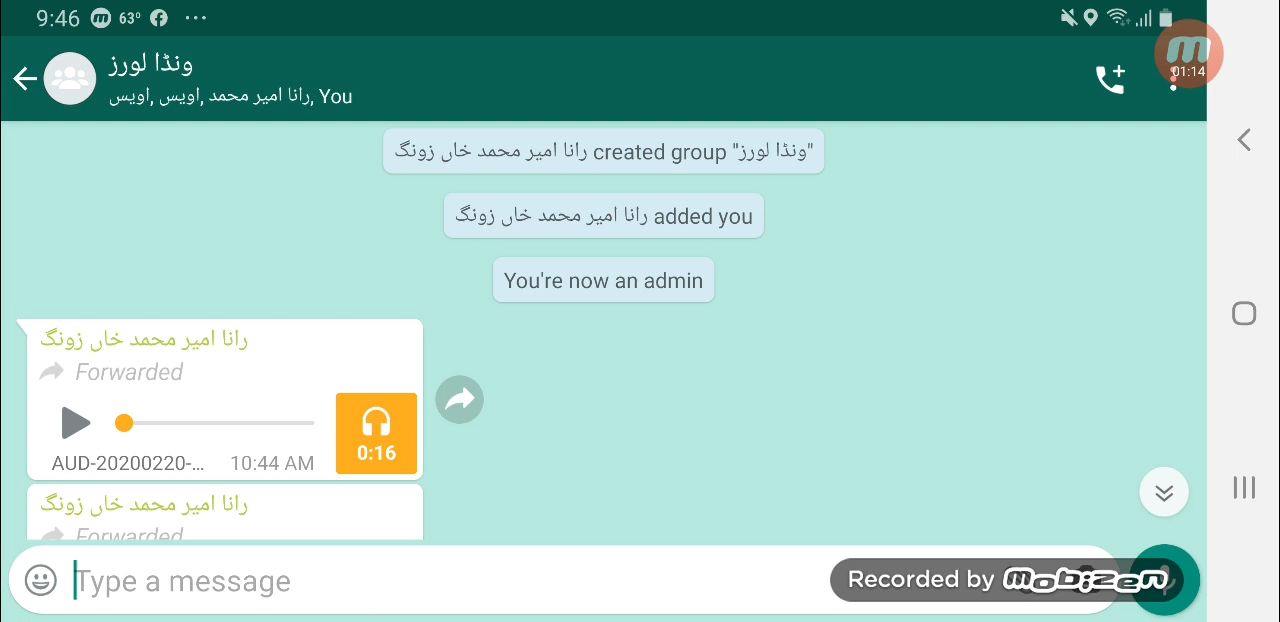 9:46 63° ...
01:14
ونڈا لورز
رانا امیر محمد, اویس, اویس, You
رانا امیر محمد خاں زونگ created group "ونڈا لورز"
رانا امیر محمد خاں زونگ added you
You're now an admin
رانا امیر محمد خاں زونگ
Forwarded
0:16
AUD-20200220-... 10:44 AM
رانا امیر محمد خاں زونگ
Forwarded
Type a message
Recorded by mobizen